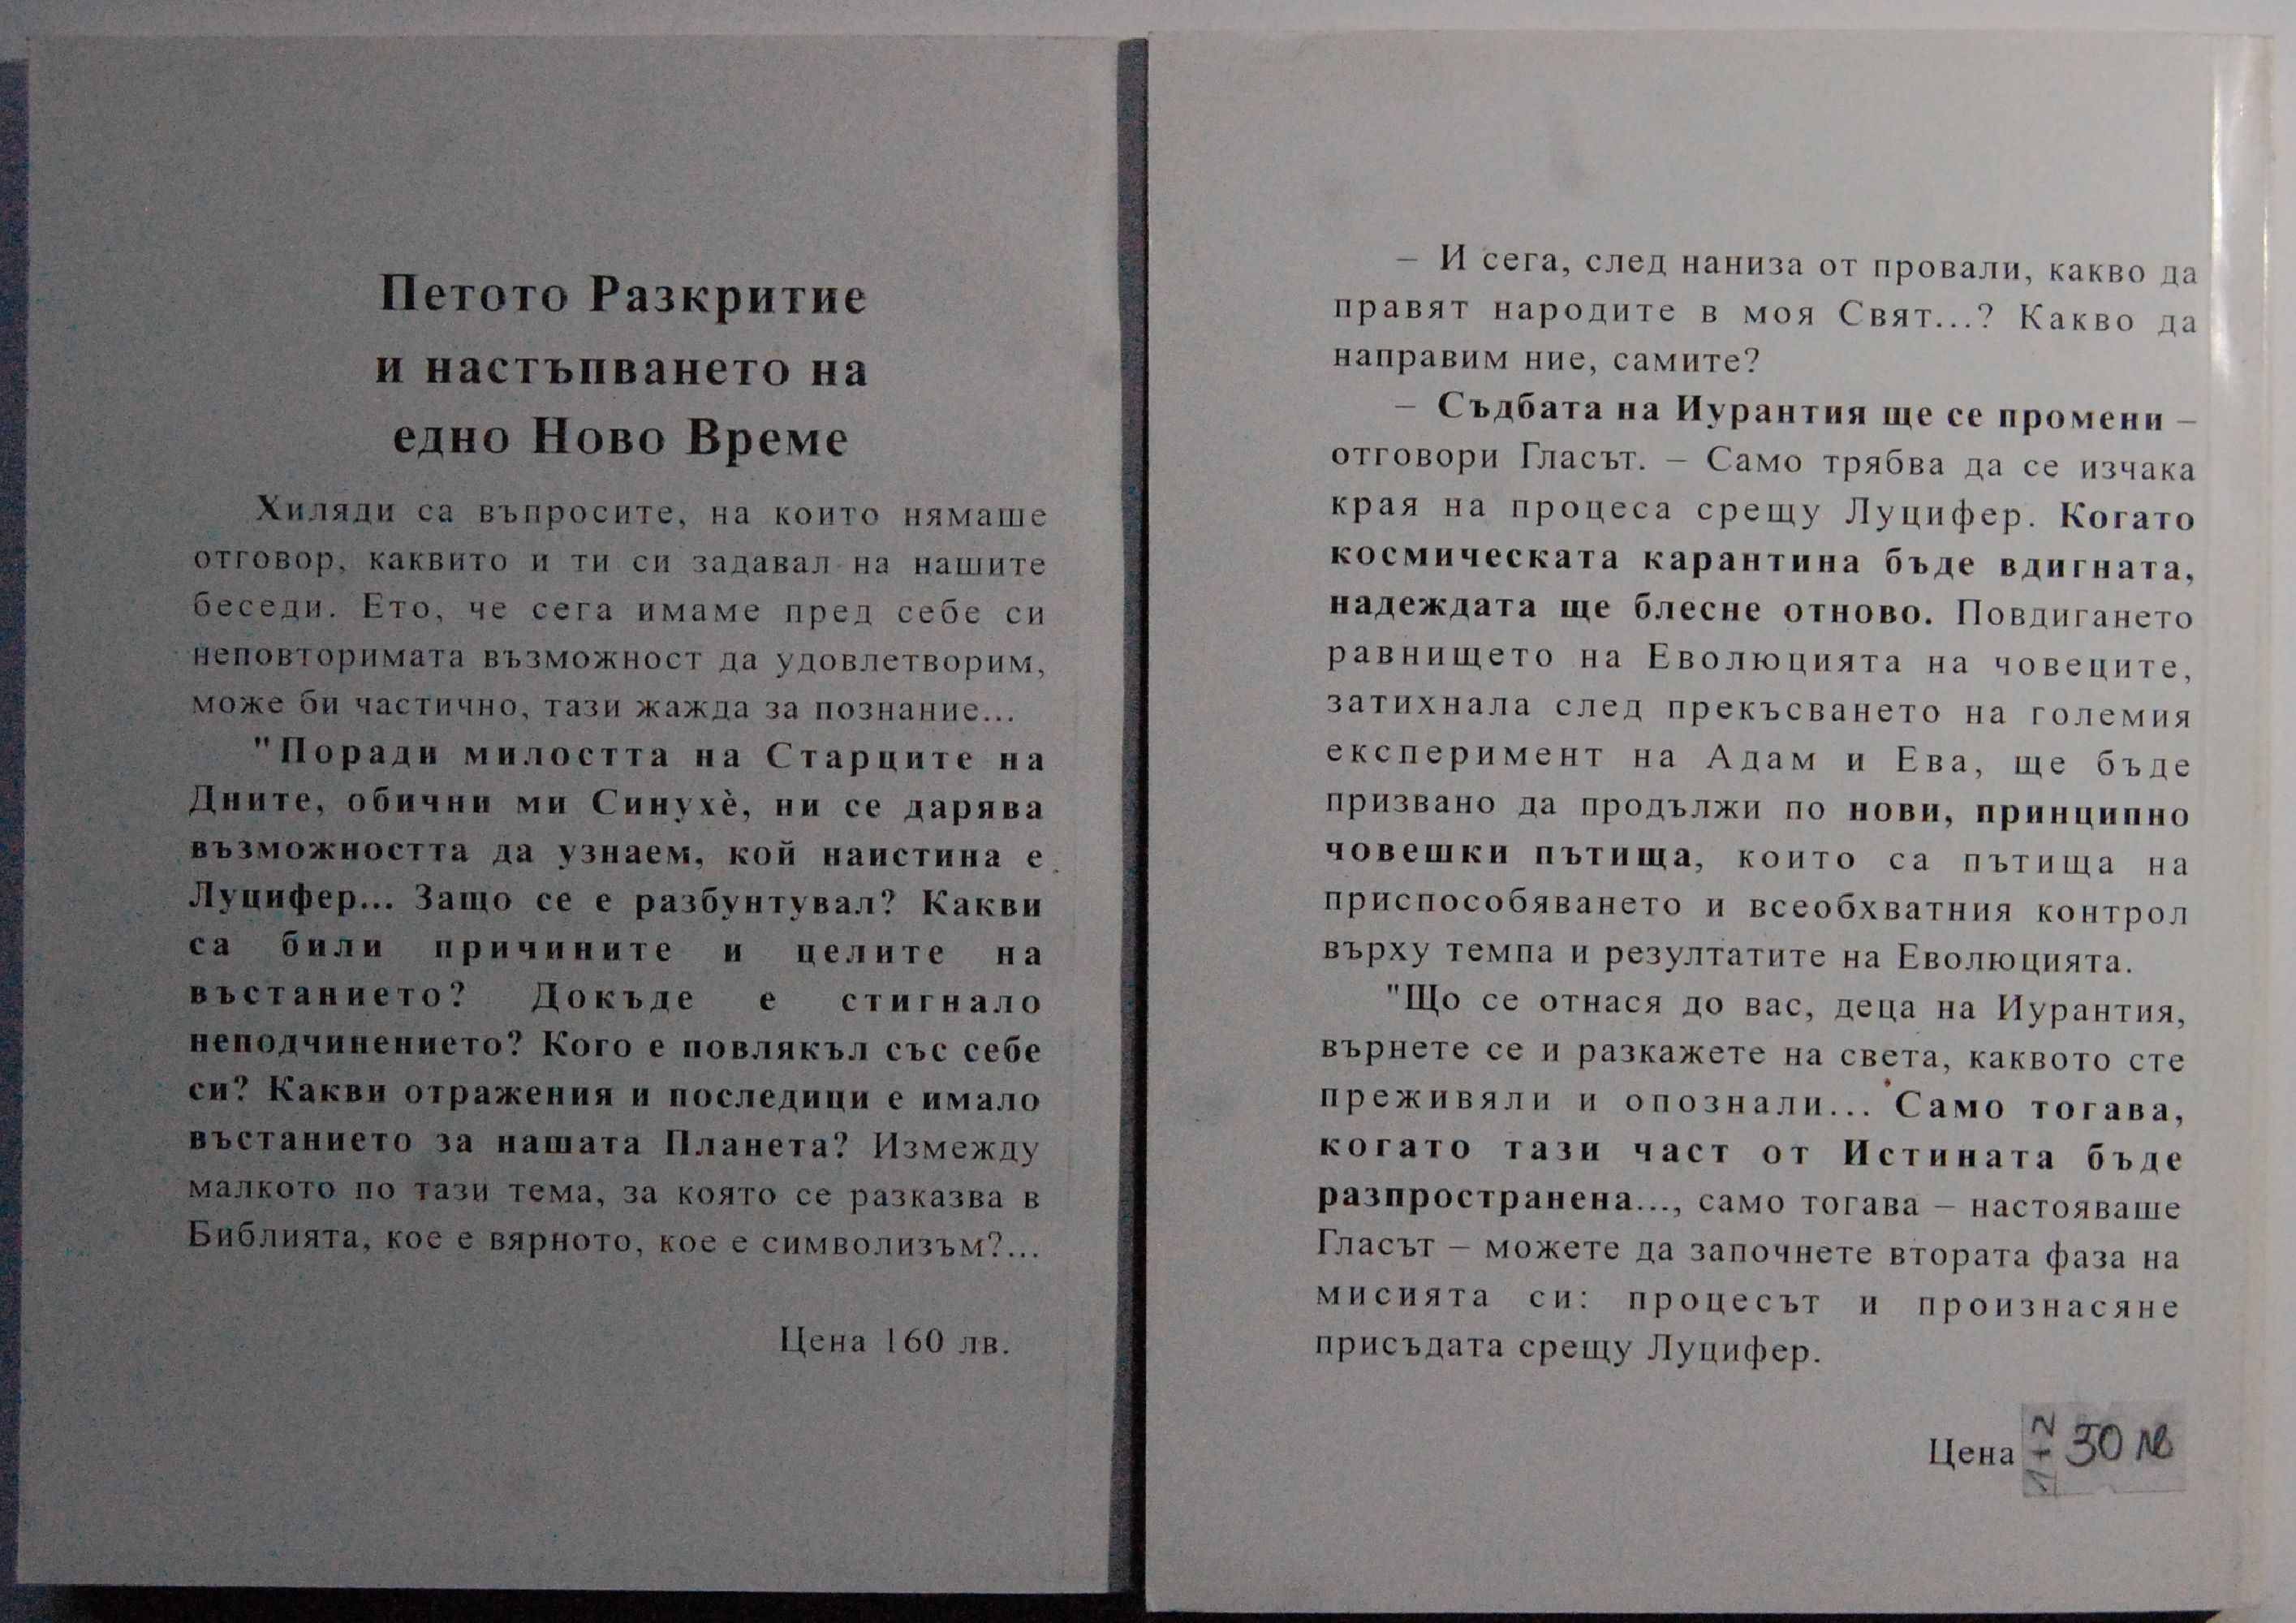 Петото Разкритие
и настъпването на
едно Ново Време
Хиляди са въпросите, на които нямаше
отговор, каквито и ти си задавал на нашите
беседи. Ето, че сега имаме пред себе си
неповторимата възможност да удовлетворим,
може би частично, тази жажда за познание...
"Поради милостта на Старците на
Дните, обични ми Синухѐ, ни се дарява
възможността да узнаем, кой наистина е
Луцифер... Защо се е разбунтувал? Какви
са били причините и целите на
въстанието? Докъде е стигнало
неподчинението? Кого е повлякъл със себе
си? Какви отражения и последици е имало
въстанието за нашата Планета? Измежду
малкото по тази тема, за която се разказва в
Библията, кое е вярното, кое е символизъм?...
Цена 160 лв.
– И сега, след наниза от провали, какво да
правят народите в моя Свят...? Какво да
направим ние, самите?
– Съдбата на Иурантия ще се промени –
отговори Гласът. – Само трябва да се изчака
края на процеса срещу Луцифер. Когато
космическата карантина бъде вдигната,
надеждата ще блесне отново. Повдигането
равнището на Еволюцията на човеците,
затихнала след прекъсването на големия
експеримент на Адам и Ева, ще бъде
призвано да продължи по нови, принципно
човешки пътища, които са пътища на
приспособяването и всеобхватния контрол
върху темпа и резултатите на Еволюцията.
"Що се отнася до вас, деца на Иурантия,
върнете се и разкажете на света, каквото сте
преживяли и опознали... Само тогава,
когато тази част от Истината бъде
разпространена..., само тогава – настояваше
Гласът – можете да започнете втората фаза на
мисията си: процесът и произнасяне
присъдата срещу Луцифер.
Цена 1+2 30 лв